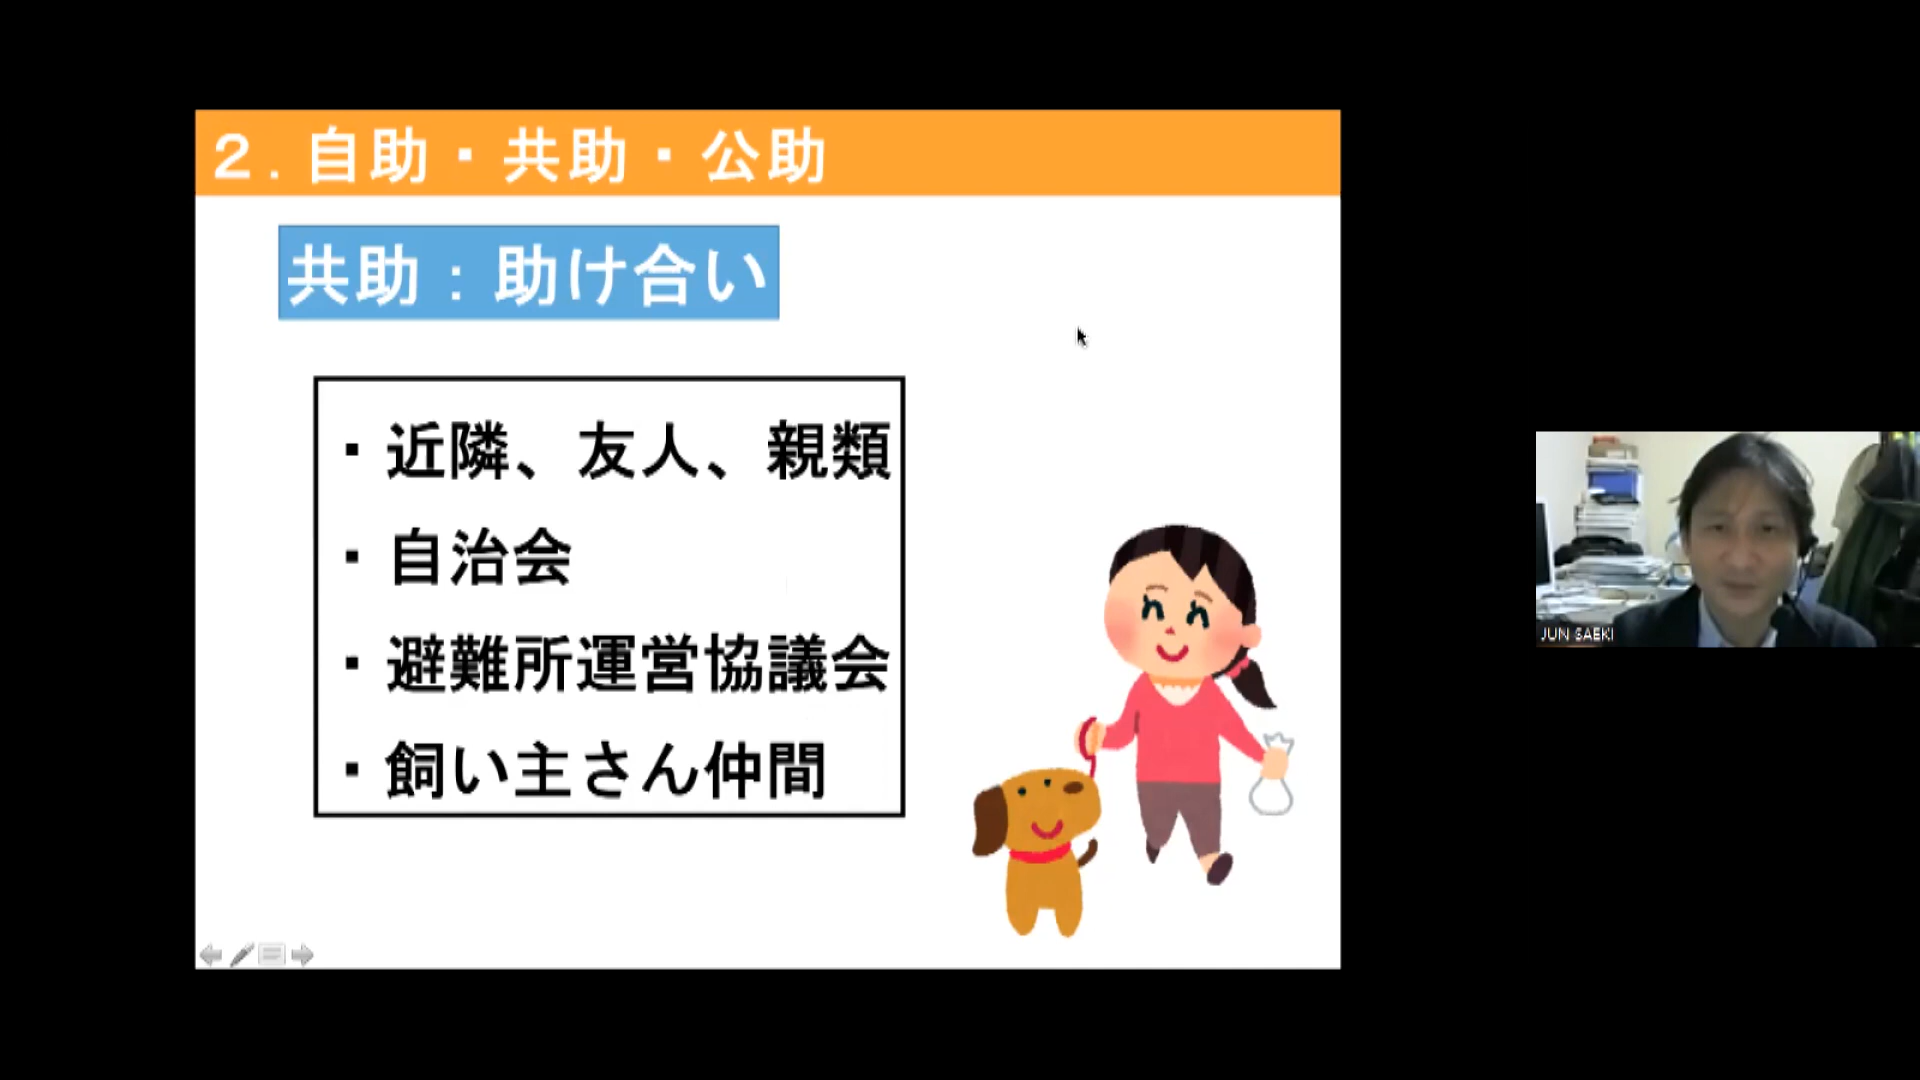 ２．自助・共助・公助
共助：助け合い
・近隣、友人、親類
・自治会
・避難所運営協議会
・飼い主さん仲間
JUN SAEKI